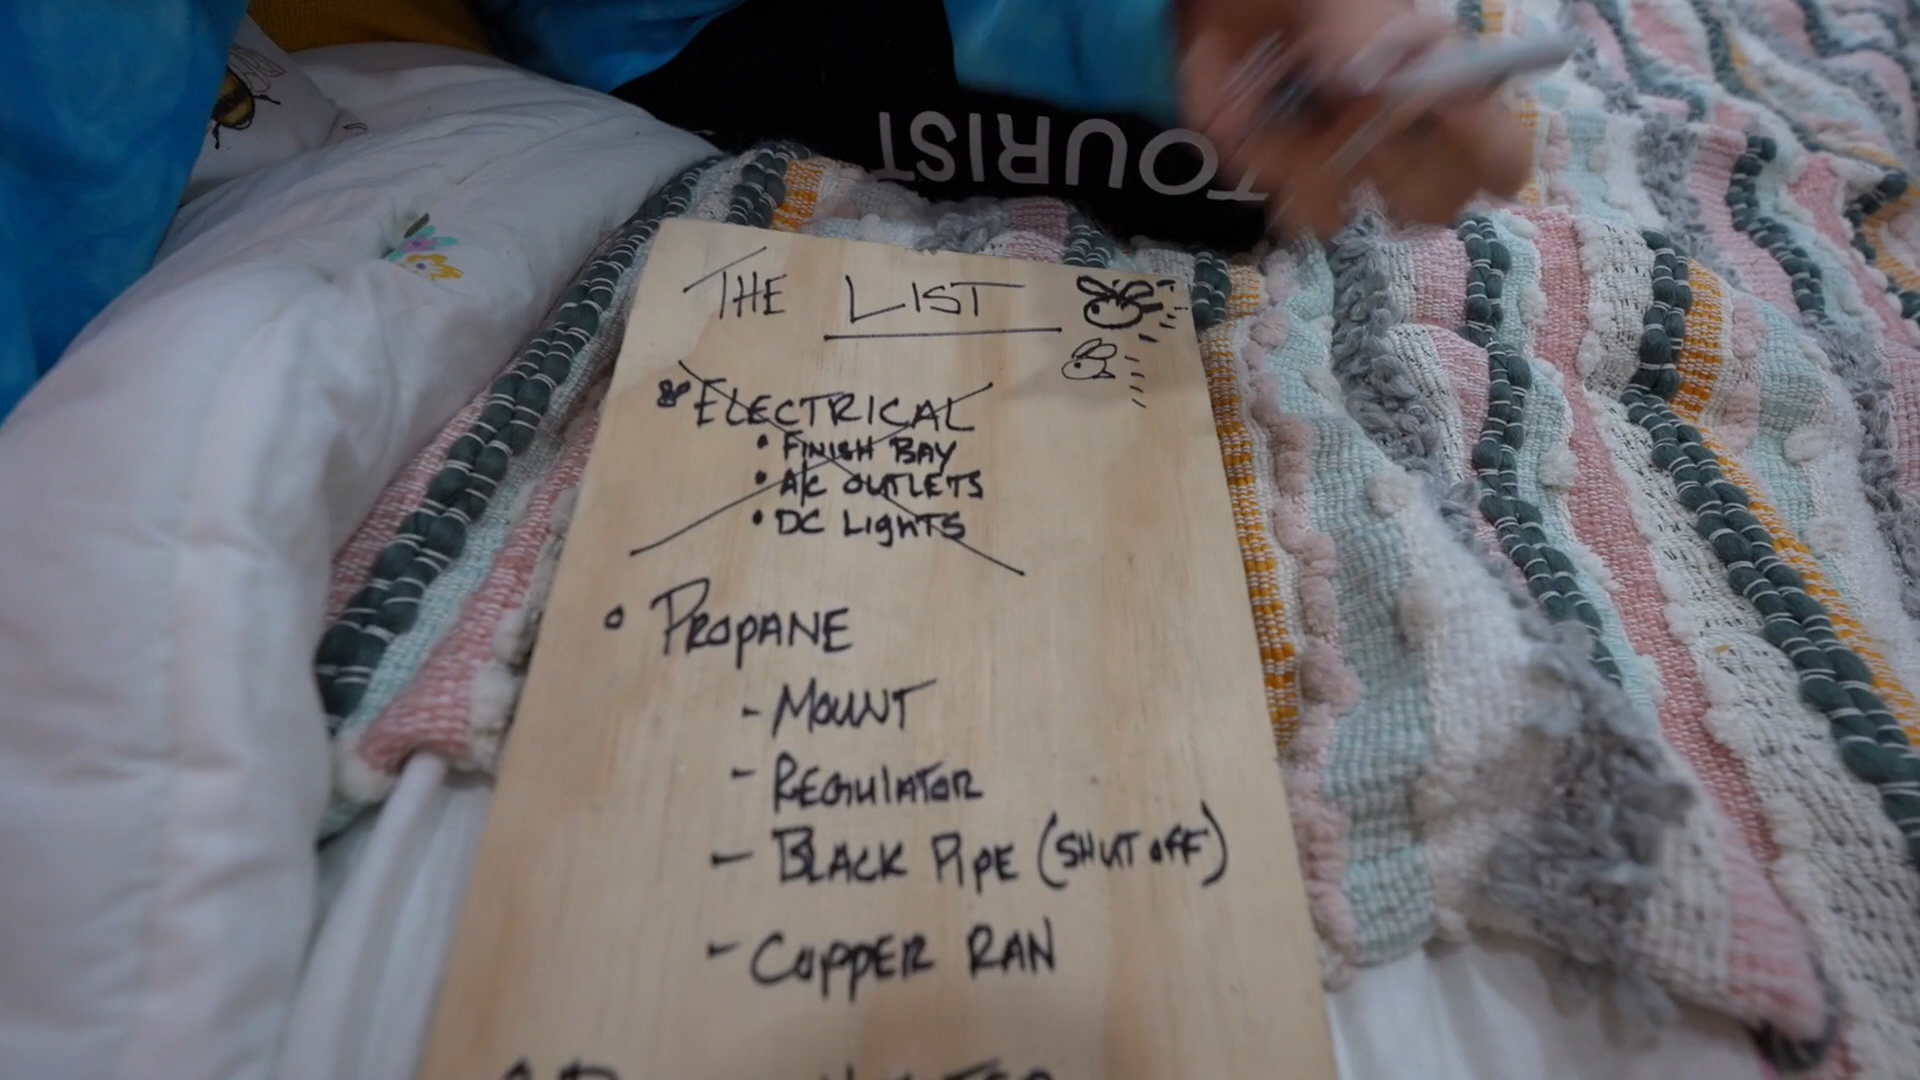 TOURIST
THE LIST
ELECTRICAL
• FINISH BAY
• A/C OUTLETS
• DC LigHTS
PROPANE
- MOUNT
- REGULATOR
- BLACK PIPE (SHUT OFF)
- COPPER RAN